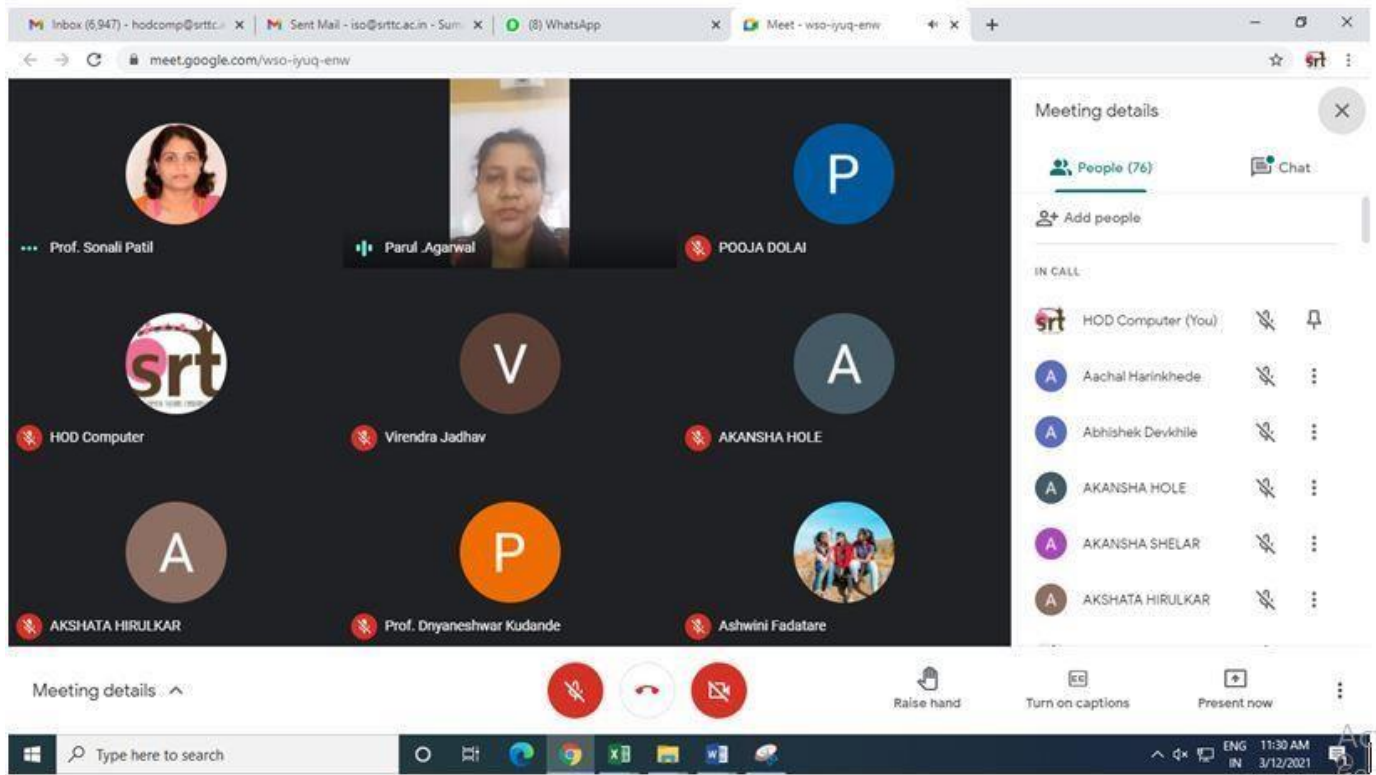 Inbox (6,947) - hodcomp@srttc.
Sent Mail - iso@srttc.ac.in - Sum
(8) WhatsApp
Meet - wso-iyuq-enw
meet.google.com/wso-iyuq-enw
srt
Meeting details
People (76)
Chat
Add people
IN CALL
HOD Computer (You)
Aachal Harinkhede
Abhishek Devkhile
AKANSHA HOLE
AKANSHA SHELAR
AKSHATA HIRULKAR
P
Prof. Sonali Patil
Parul .Agarwal
POOJA DOLAI
srt
V
A
HOD Computer
Virendra Jadhav
AKANSHA HOLE
A
P
AKSHATA HIRULKAR
Prof. Dnyaneshwar Kudande
Ashwini Fadatare
srt
A
A
A
A
A
Meeting details
Raise hand
Turn on captions
Present now
Type here to search
ENG
IN
11:30 AM
3/12/2021